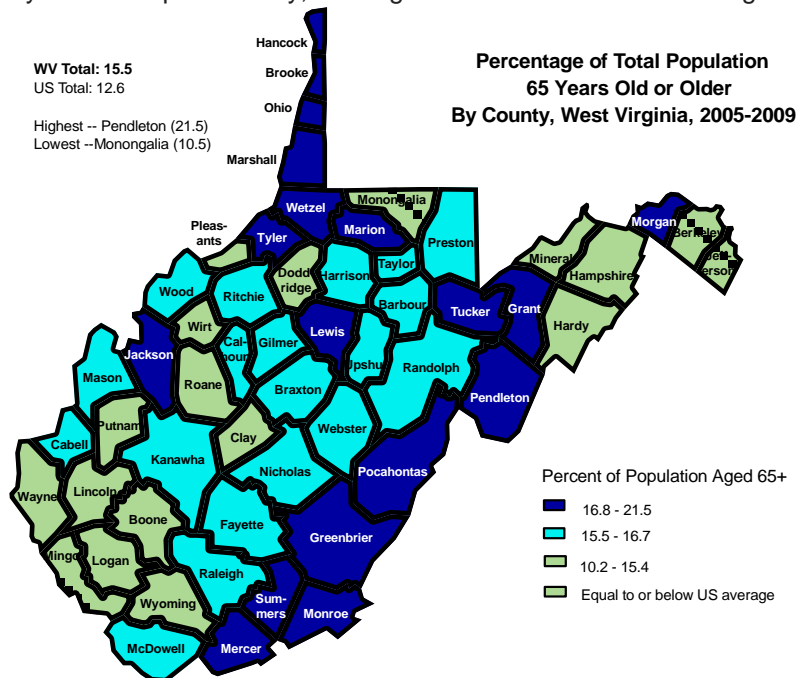 WV Total: 15.5
US Total: 12.6
Highest -- Pendleton (21.5)
Lowest --Monongalia (10.5)
Percentage of Total Population
65 Years Old or Older
By County, West Virginia, 2005-2009
Hancock
Brooke
Ohio
Marshall
Wetzel
Monongalia
Marion
Pleas-
ants
Tyler
Preston
Morgan
Berkeley
Jef-
ferson
Mineral
Hampshire
Dodd
ridge
Harrison
Taylor
Wood
Ritchie
Barbour
Tucker
Grant
Hardy
Wirt
Cal-
houn
Gilmer
Lewis
Upshur
Randolph
Jackson
Mason
Roane
Braxton
Pendleton
Putnam
Cabell
Clay
Webster
Kanawha
Nicholas
Pocahontas
Wayne
Lincoln
Boone
Fayette
Greenbrier
Mingo
Logan
Raleigh
Wyoming
Sum-
mers
Monroe
McDowell
Mercer
Percent of Population Aged 65+
16.8 - 21.5
15.5 - 16.7
10.2 - 15.4
Equal to or below US average